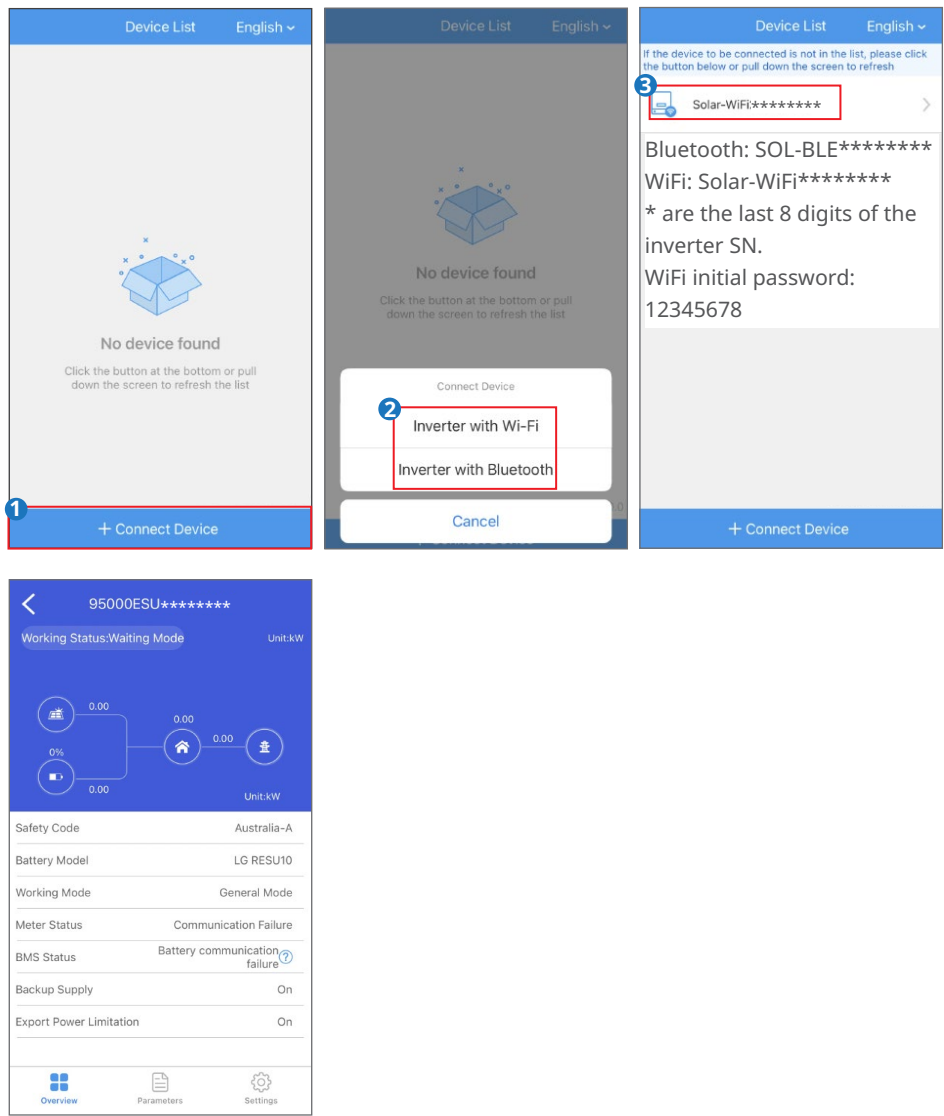 Device List English
No device found
Click the button at the bottom or pull
down the screen to refresh the list
1
+ Connect Device
Device List English
No device found
Click the button at the bottom or pull
down the screen to refresh the list
Connect Device
2
Inverter with Wi-Fi
Inverter with Bluetooth
Cancel
Device List English
If the device to be connected is not in the list, please click
the button below or pull down the screen to refresh
3
Solar-WiFi:********
Bluetooth: SOL-BLE********
WiFi: Solar-WiFi********
* are the last 8 digits of the
inverter SN.
WiFi initial password:
12345678
+ Connect Device
95000ESU********
Working Status:Waiting Mode Unit:kW
0.00
0.00
0.00
0%
0.00
Unit:kW
Safety Code Australia-A
Battery Model LG RESU10
Working Mode General Mode
Meter Status Communication Failure
BMS Status Battery communication
failure ?
Backup Supply On
Export Power Limitation On
Overview Parameters Settings